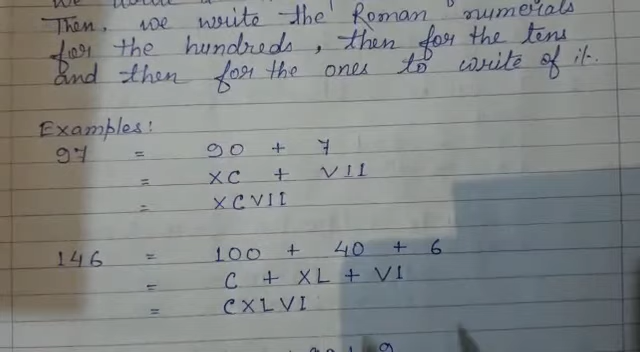 Then, we write the Roman numerals
for the hundreds, then for the tens
and then for the ones to write of it.
Examples:
97 = 90 + 7
= XC + VII
= XCVII
146 = 100 + 40 + 6
= C + XL + VI
= CXLVI